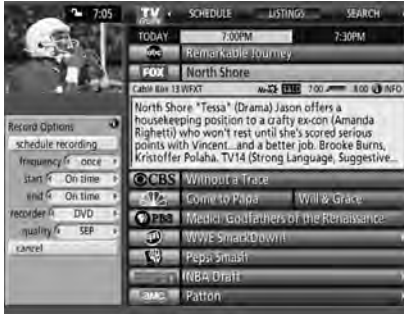 7:05
TV SCHEDULE LISTINGS SEARCH
TODAY 7:00PM 7:30PM
abc Remarkable Journey
FOX North Shore
Cable Box 13 WFXT 7:00 8:00 INFO
North Shore "Tessa" (Drama) Jason offers a
housekeeping position to a crafty ex-con (Amanda
Righetti) who won't rest until she's scored serious
points with Vincent...and a better job. Brooke Burns,
Kristoffer Polaha. TV14 (Strong Language, Suggestive...
Record Options
schedule recording
frequency once
start On time
end On time
recorder DVD
quality SEP
cancel
CBS Without a Trace
Come to Papa Will & Grace
PBS Medici: Godfathers of the Renaissance
WWE SmackDown!
Pepsi Smash
NBA Draft
AMC Patton